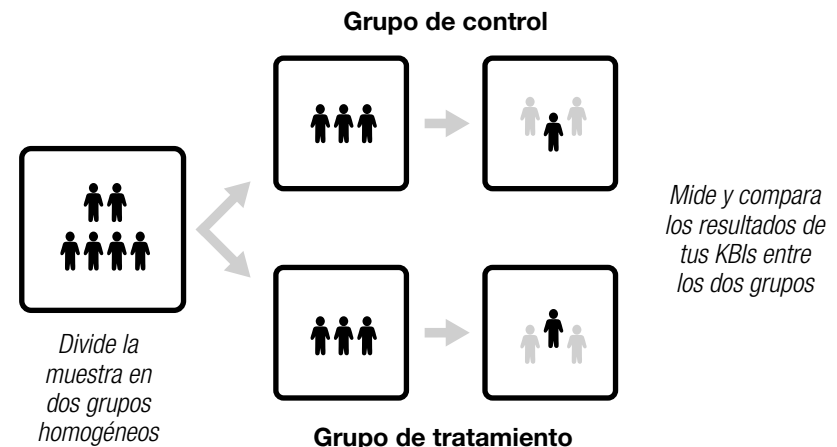 Grupo de control
Divide la
muestra en
dos grupos
homogéneos
Mide y compara
los resultados de
tus KBIs entre
los dos grupos
Grupo de tratamiento